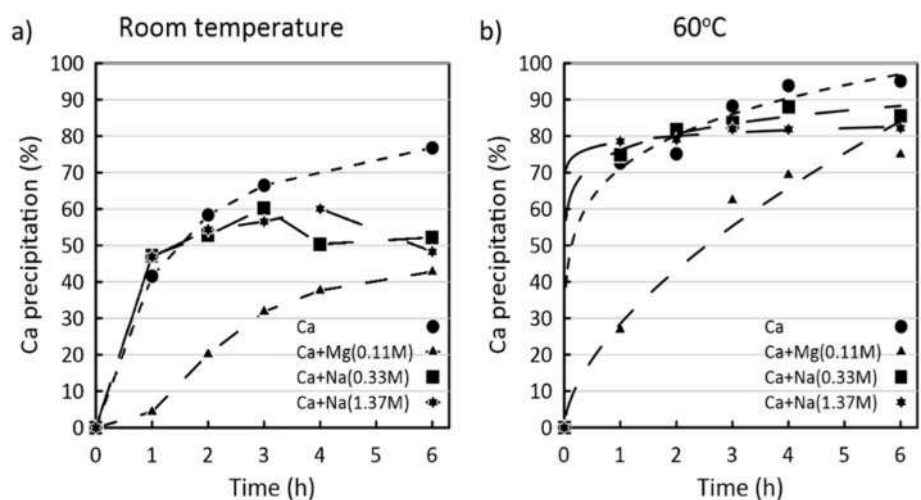 a) Room temperature
Ca precipitation (%)
100
90
80
70
60
50
40
30
20
10
0
Ca
Ca+Mg(0.11M)
Ca+Na(0.33M)
Ca+Na(1.37M)
0 1 2 3 4 5 6
Time (h)
b) 60°C
Ca precipitation (%)
100
90
80
70
60
50
40
30
20
10
0
Ca
Ca+Mg(0.11M)
Ca+Na(0.33M)
Ca+Na(1.37M)
0 1 2 3 4 5 6
Time (h)